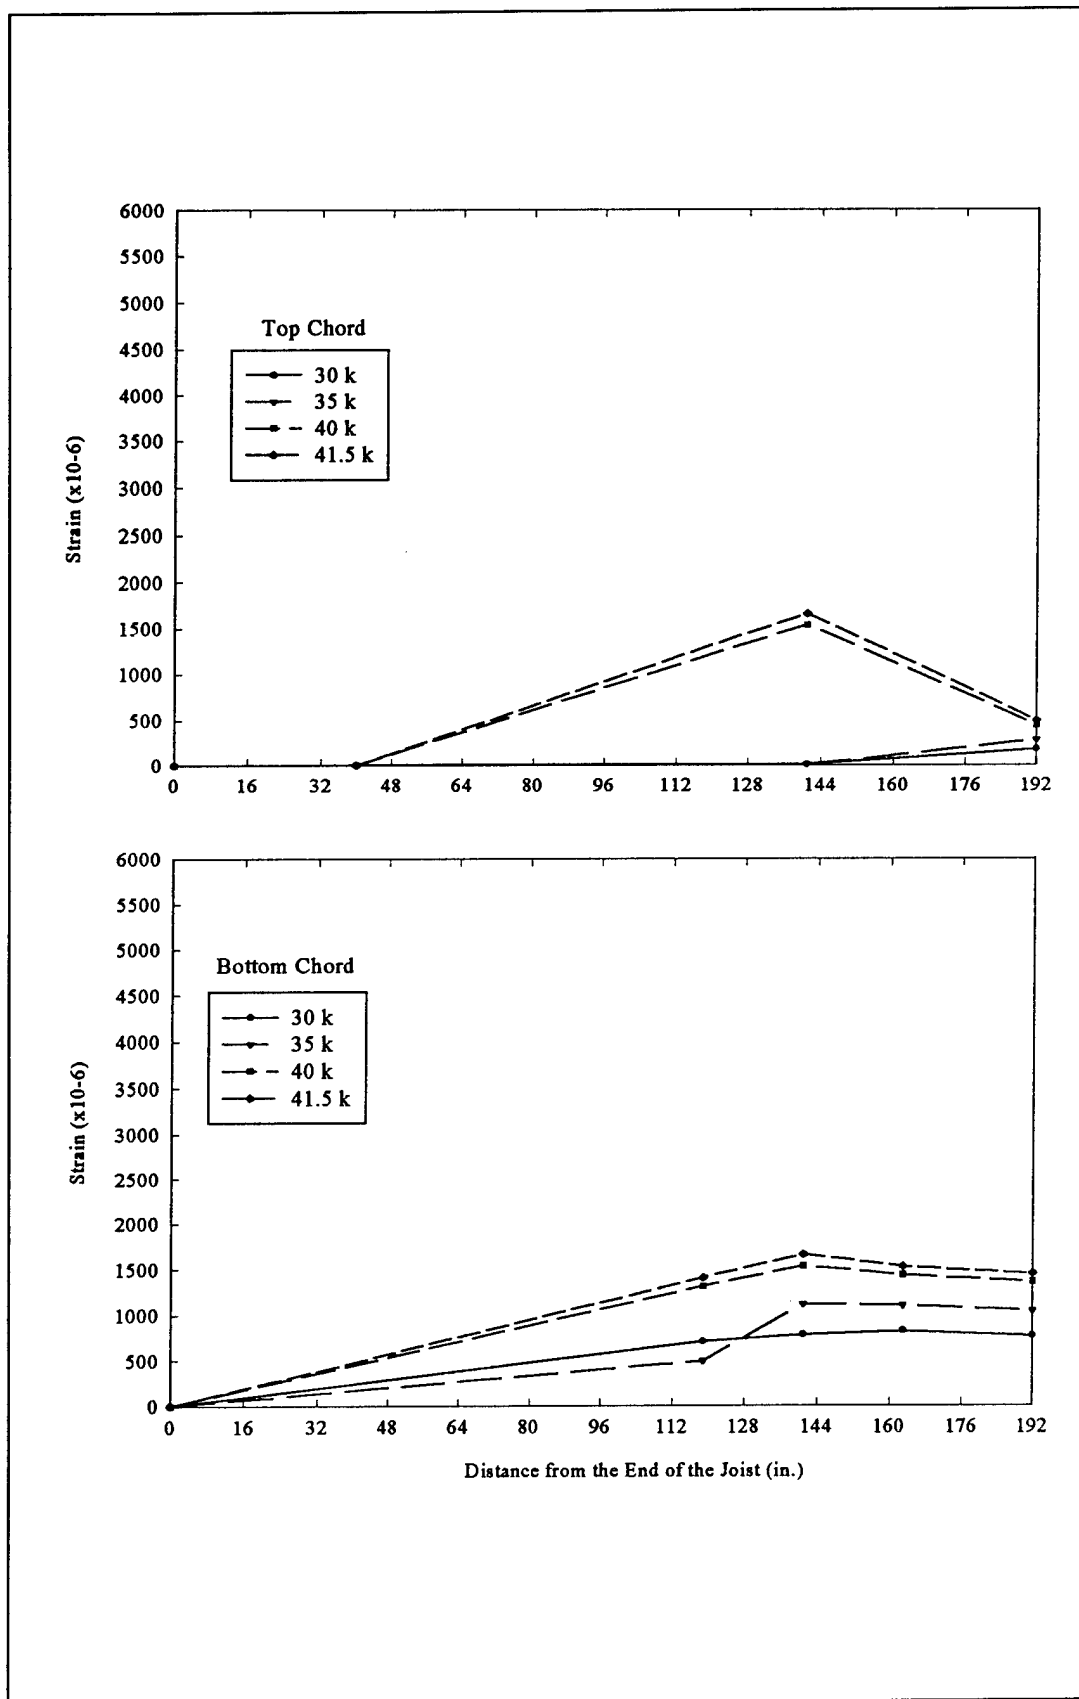 6000
5500
5000
4500
4000
3500
3000
2500
2000
1500
1000
500
0
Strain (x10-6)
Top Chord
30 k
35 k
40 k
41.5 k
0 16 32 48 64 80 96 112 128 144 160 176 192
6000
5500
5000
4500
4000
3500
3000
2500
2000
1500
1000
500
0
Strain (x10-6)
Bottom Chord
30 k
35 k
40 k
41.5 k
0 16 32 48 64 80 96 112 128 144 160 176 192
Distance from the End of the Joist (in.)